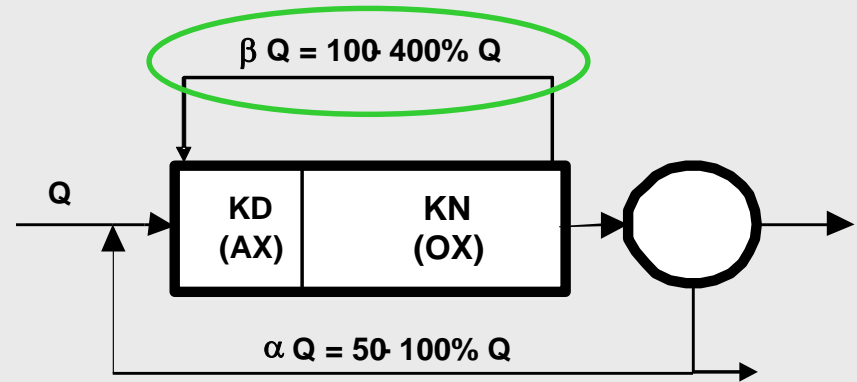 β Q = 100- 400% Q
Q
KD
(AX)
KN
(OX)
α Q = 50- 100% Q